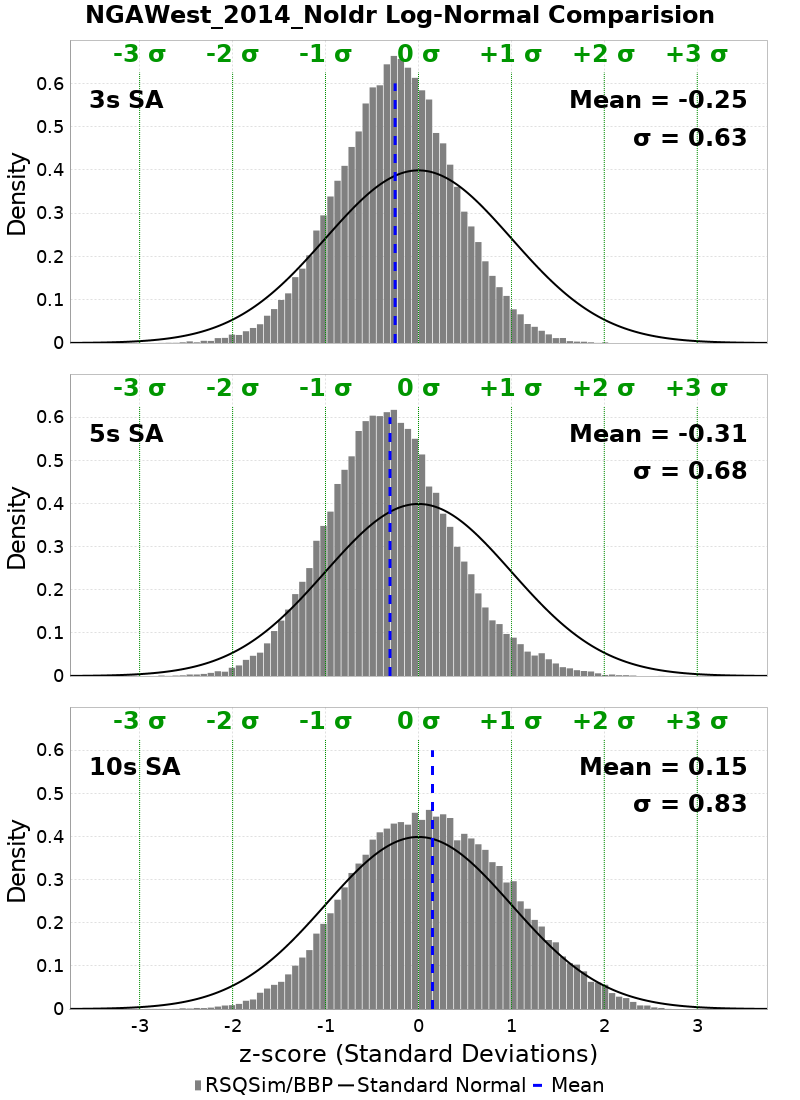 NGAWest_2014_NoIdr Log-Normal Comparision
-3 σ -2 σ -1 σ 0 σ +1 σ +2 σ +3 σ
3s SA
Mean = -0.25
σ = 0.63
Density
0.6
0.5
0.4
0.3
0.2
0.1
0
-3 σ -2 σ -1 σ 0 σ +1 σ +2 σ +3 σ
5s SA
Mean = -0.31
σ = 0.68
Density
0.6
0.5
0.4
0.3
0.2
0.1
0
-3 σ -2 σ -1 σ 0 σ +1 σ +2 σ +3 σ
10s SA
Mean = 0.15
σ = 0.83
Density
0.6
0.5
0.4
0.3
0.2
0.1
0
-3 -2 -1 0 1 2 3
z-score (Standard Deviations)
RSQSim/BBP Standard Normal Mean